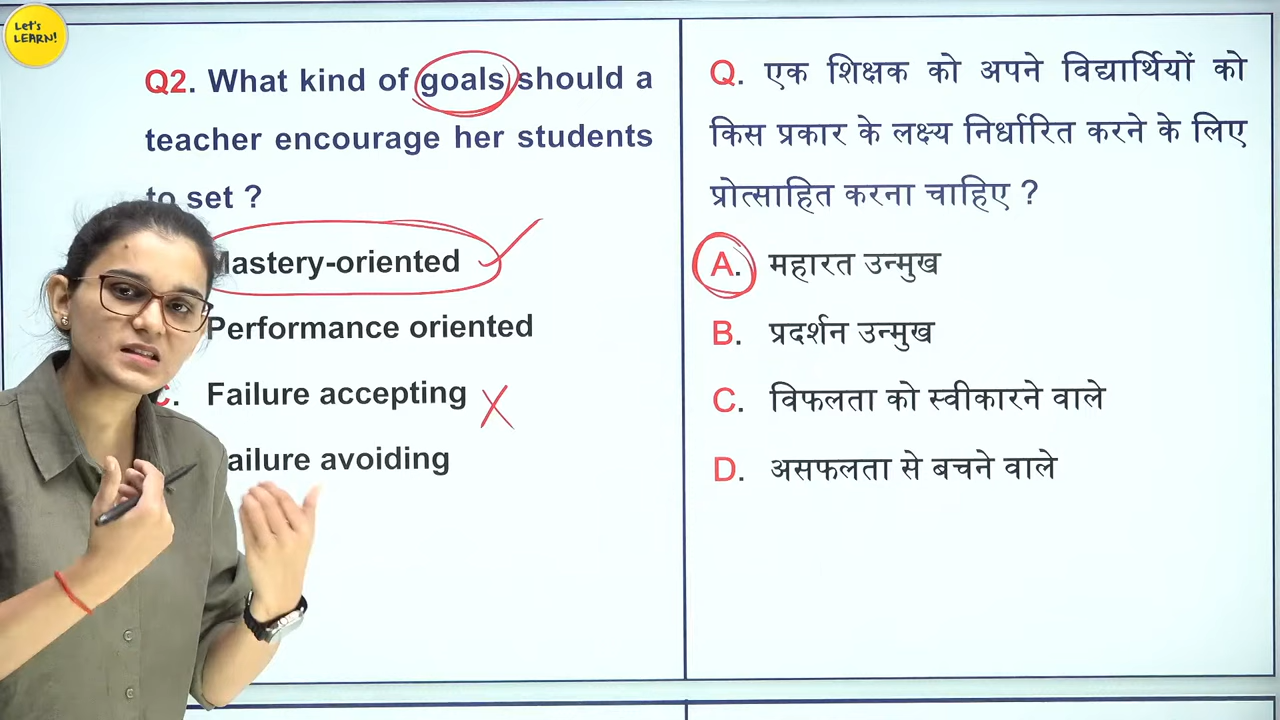 Let's
LEARN!
Q2. What kind of goals should a
teacher encourage her students
to set ?
Mastery-oriented
Performance oriented
C. Failure accepting
Failure avoiding
Q. एक शिक्षक को अपने विद्यार्थियों को
किस प्रकार के लक्ष्य निर्धारित करने के लिए
प्रोत्साहित करना चाहिए ?
A. महारत उन्मुख
B. प्रदर्शन उन्मुख
C. विफलता को स्वीकारने वाले
D. असफलता से बचने वाले